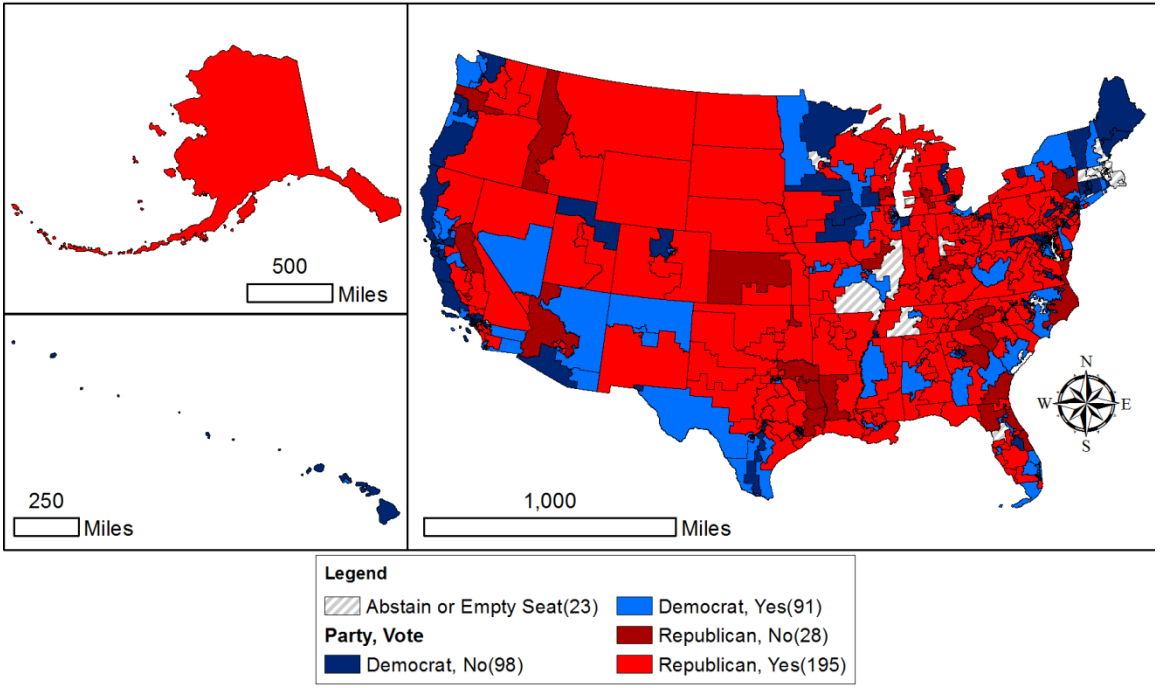 500
Miles
250
Miles
1,000
Miles
N
W E
S
Legend
Abstain or Empty Seat(23)
Party, Vote
Democrat, No(98)
Democrat, Yes(91)
Republican, No(28)
Republican, Yes(195)